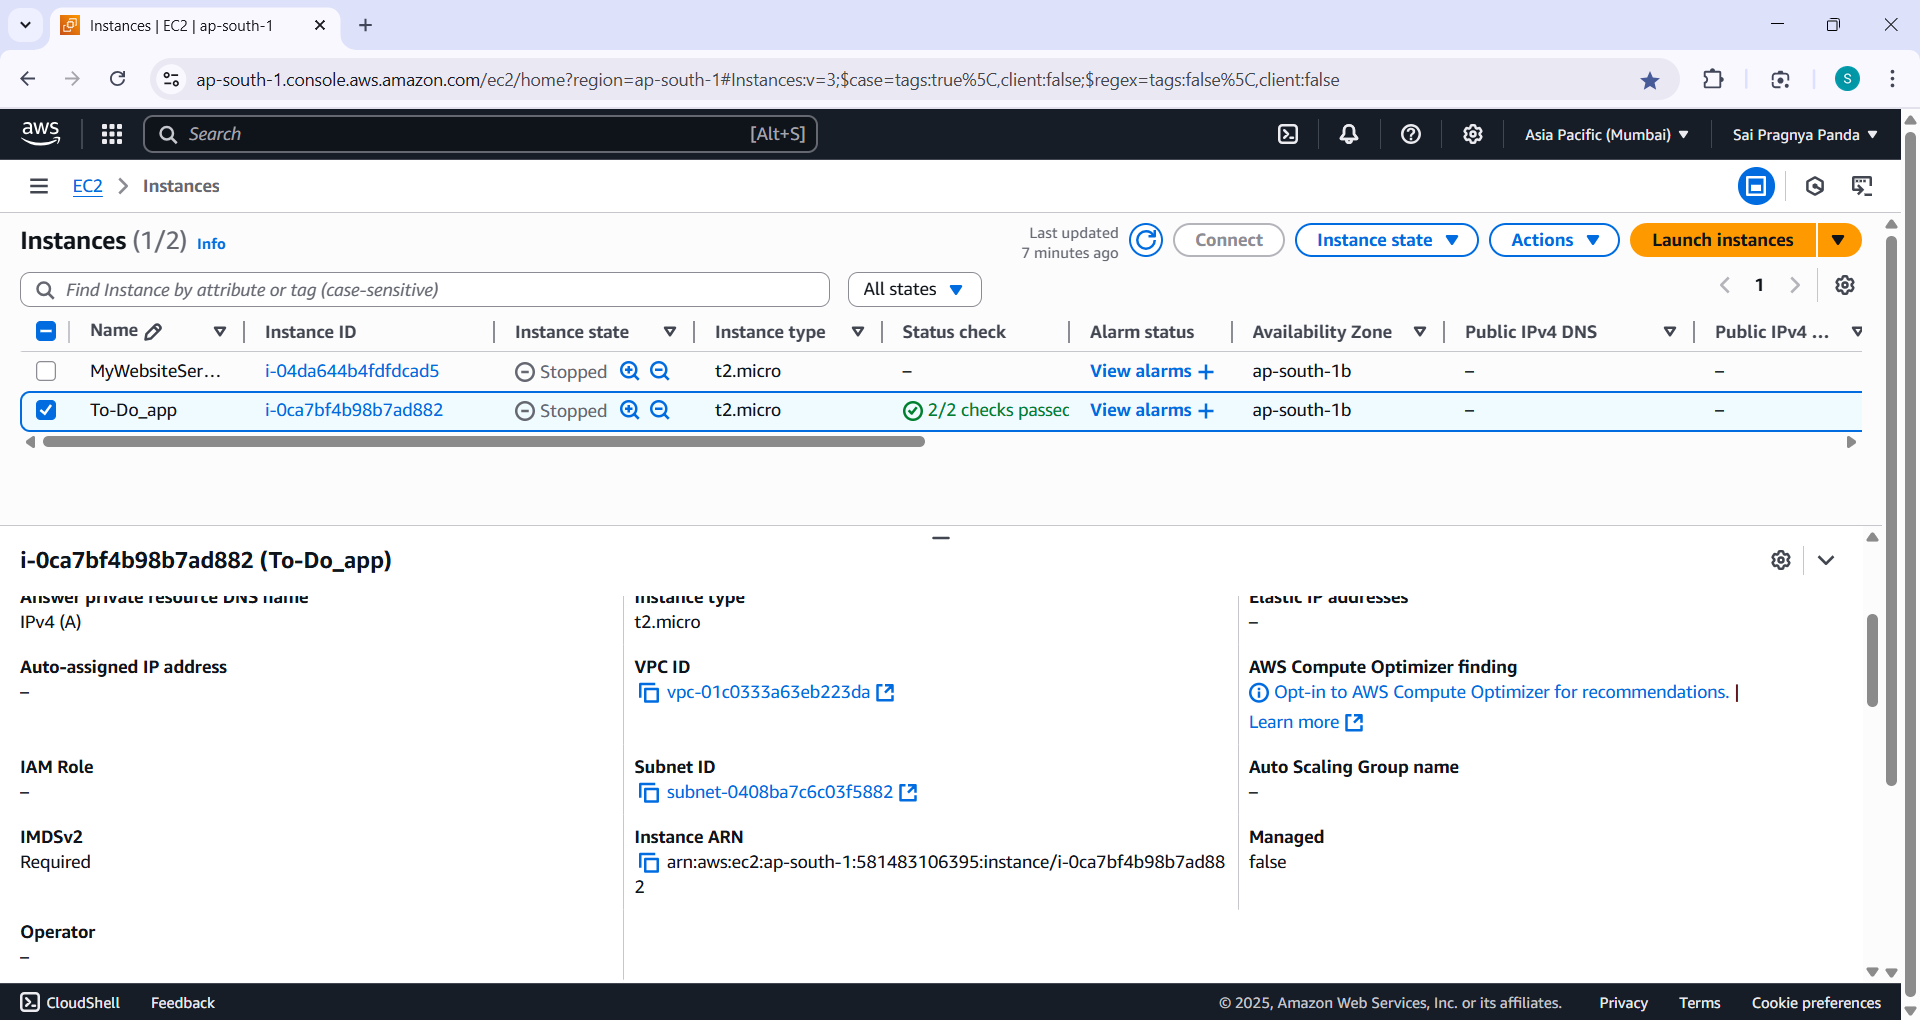 Instances | EC2 | ap-south-1
ap-south-1.console.aws.amazon.com/ec2/home?region=ap-south-1#Instances:v=3;$case=tags:true%5C,client:false;$regex=tags:false%5C,client:false
S
aws
Search [Alt+S]
Asia Pacific (Mumbai)
Sai Pragnya Panda
EC2 Instances
Instances (1/2) Info
Last updated
7 minutes ago
Connect
Instance state
Actions
Launch instances
Find Instance by attribute or tag (case-sensitive)
All states
1
Name Instance ID Instance state Instance type Status check Alarm status Availability Zone Public IPv4 DNS Public IPv4 ...
MyWebsiteSer... i-04da644b4fdfdcad5 Stopped t2.micro – View alarms + ap-south-1b – –
To-Do_app i-0ca7bf4b98b7ad882 Stopped t2.micro 2/2 checks passed View alarms + ap-south-1b – –
i-0ca7bf4b98b7ad882 (To-Do_app)
Answer private resource DNS name
IPv4 (A)
Instance type
t2.micro
Elastic IP addresses
–
Auto-assigned IP address
–
VPC ID
vpc-01c0333a63eb223da
AWS Compute Optimizer finding
Opt-in to AWS Compute Optimizer for recommendations. |
Learn more
IAM Role
–
Subnet ID
subnet-0408ba7c6c03f5882
Auto Scaling Group name
–
IMDSv2
Required
Instance ARN
arn:aws:ec2:ap-south-1:581483106395:instance/i-0ca7bf4b98b7ad88
2
Managed
false
Operator
–
CloudShell Feedback
© 2025, Amazon Web Services, Inc. or its affiliates. Privacy Terms Cookie preferences